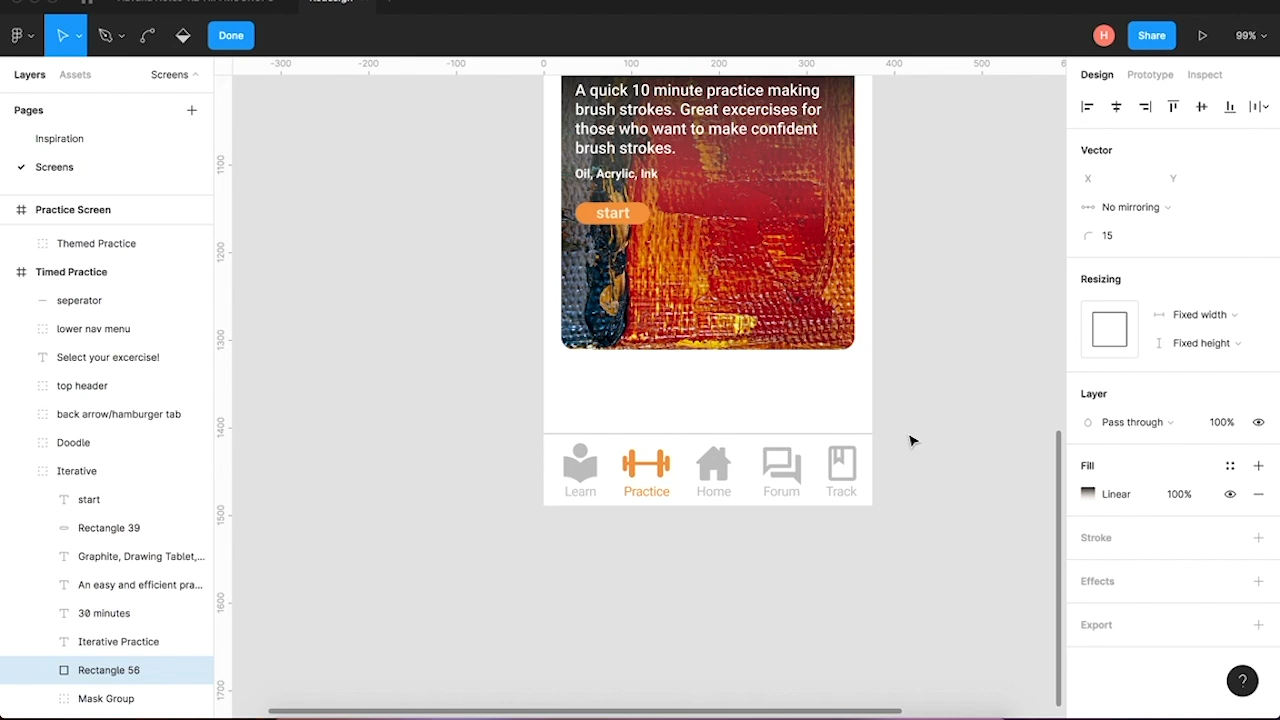 Redesign
Done
Share
H
99%
Layers
Assets
Screens
Pages
Inspiration
Screens
Practice Screen
Themed Practice
Timed Practice
seperator
lower nav menu
Select your excercise!
top header
back arrow/hamburger tab
Doodle
Iterative
start
Rectangle 39
Graphite, Drawing Tablet,...
An easy and efficient pra...
30 minutes
Iterative Practice
Rectangle 56
Mask Group
-300 -200 -100 0 100 200 300 400 500
1100
1200
1300
1400
1500
1600
1700
A quick 10 minute practice making
brush strokes. Great excercises for
those who want to make confident
brush strokes.
Oil, Acrylic, Ink
start
Learn Practice Home Forum Track
Design Prototype Inspect
Vector
X Y
No mirroring
15
Resizing
Fixed width
Fixed height
Layer
Pass through 100%
Fill
Linear 100%
Stroke
Effects
Export
?